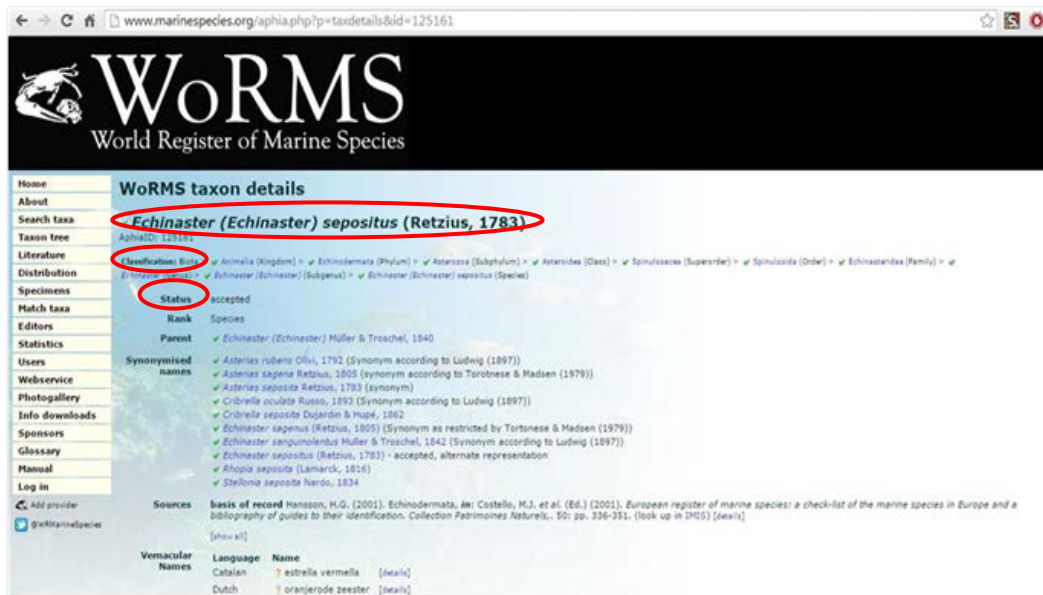 www.marinespecies.org/aphia.php?p=taxdetails&id=125161
WoRMS
World Register of Marine Species
Home
About
Search taxa
Taxon tree
Literature
Distribution
Specimens
Match taxa
Editors
Statistics
Users
Webservice
Photogallery
Info downloads
Sponsors
Glossary
Manual
Log in
Add provider
@WRMarineSpecies
WoRMS taxon details
Echinaster (Echinaster) sepositus (Retzius, 1783)
AphiaID: 125161
Classification: Biota > Animalia (Kingdom) > Echinodermata (Phylum) > Asterozoa (Subphylum) > Asteroidea (Class) > Spinulosacea (Superorder) > Spinulosida (Order) > Echinasteridae (Family) >
Echinaster (Genus) > Echinaster (Echinaster) (Subgenus) > Echinaster (Echinaster) sepositus (Species)
Status accepted
Rank Species
Parent Echinaster (Echinaster) Müller & Troschel, 1840
Synonymised names Asterias rubens Olivi, 1792 (Synonym according to Ludwig (1897))
Asterias sagena Retzius, 1805 (synonym according to Torotnese & Madsen (1979))
Asterias seposita Retzius, 1783 (synonym)
Cribrella oculata Russo, 1893 (Synonym according to Ludwig (1897))
Cribrella seposita Dujardin & Hupé, 1862
Echinaster sagenus (Retzius, 1805) (Synonym as restricted by Tortonese & Madsen (1979))
Echinaster sanguinolentus Müller & Troschel, 1842 (Synonym according to Ludwig (1897))
Echinaster sepositus (Retzius, 1783) - accepted, alternate representation
Rhopia seposita (Lamarck, 1816)
Stellonia seposita Nardo, 1834
Sources basis of record Hansson, H.G. (2001). Echinodermata, in: Costello, M.J. et al. (Ed.) (2001). European register of marine species: a check-list of the marine species in Europe and a
bibliography of guides to their identification. Collection Patrimoines Naturels,. 50: pp. 336-351. (look up in IMIS) [details]
[show all]
Vernacular Names Language Name
Catalan ? estrella vermella [details]
Dutch ? oranjerode zeester [details]